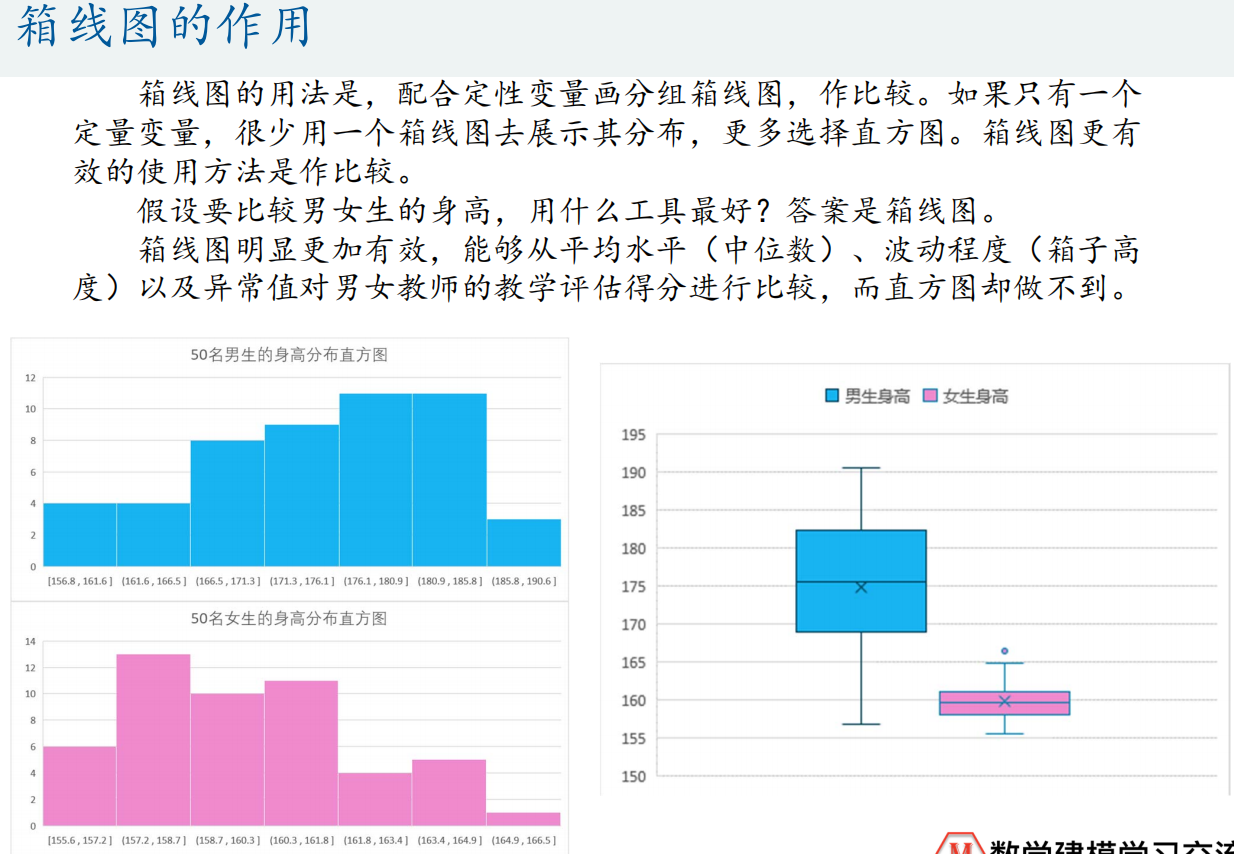 箱线图的作用
箱线图的用法是，配合定性变量画分组箱线图，作比较。如果只有一个
定量变量，很少用一个箱线图去展示其分布，更多选择直方图。箱线图更有
效的使用方法是作比较。
假设要比较男女生的身高，用什么工具最好？答案是箱线图。
箱线图明显更加有效，能够从平均水平（中位数）、波动程度（箱子高
度）以及异常值对男女教师的教学评估得分进行比较，而直方图却做不到。
50名男生的身高分布直方图
12
10
8
6
4
2
0
[156.8 , 161.6 ] (161.6 , 166.5 ] (166.5 , 171.3 ] (171.3 , 176.1 ] (176.1 , 180.9 ] (180.9 , 185.8 ] (185.8 , 190.6 ]
50名女生的身高分布直方图
14
12
10
8
6
4
2
0
[155.6 , 157.2 ] (157.2 , 158.7 ] (158.7 , 160.3 ] (160.3 , 161.8 ] (161.8 , 163.4 ] (163.4 , 164.9 ] (164.9 , 166.5 ]
男生身高 女生身高
195
190
185
180
175
170
165
160
155
150
M 数学建模学习交流